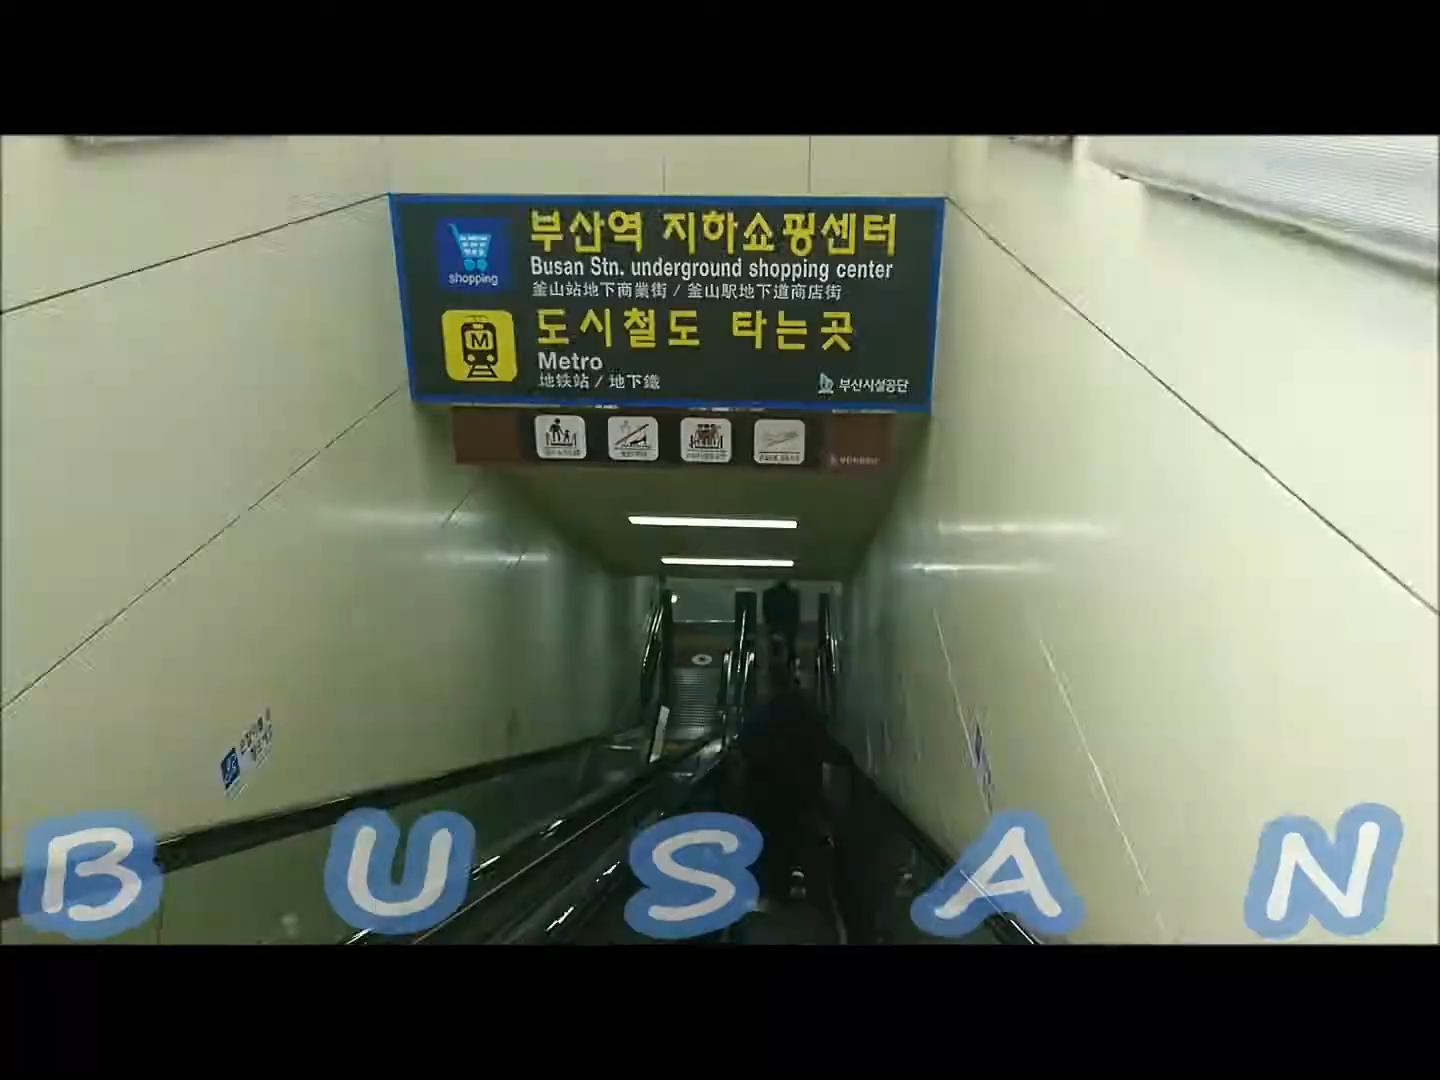 부산역 지하쇼핑센터
shopping
Busan Stn. underground shopping center
釜山站地下商業街 / 釜山駅地下道商店街
M
도시철도 타는곳
Metro
地铁站 / 地下鐵
부산시설공단
B U S A N